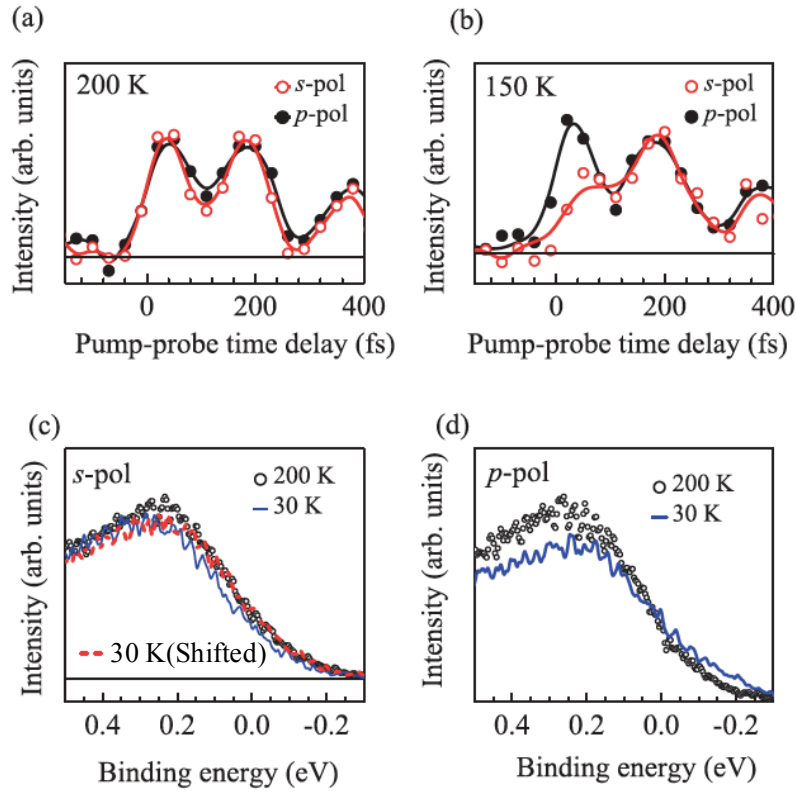 (a)
200 K
s-pol
p-pol
Intensity (arb. units)
0
200
400
Pump-probe time delay (fs)
(b)
150 K
s-pol
p-pol
Intensity (arb. units)
0
200
400
Pump-probe time delay (fs)
(c)
s-pol
200 K
30 K
30 K(Shifted)
Intensity (arb. units)
0.4
0.2
0.0
-0.2
Binding energy (eV)
(d)
p-pol
200 K
30 K
Intensity (arb. units)
0.4
0.2
0.0
-0.2
Binding energy (eV)